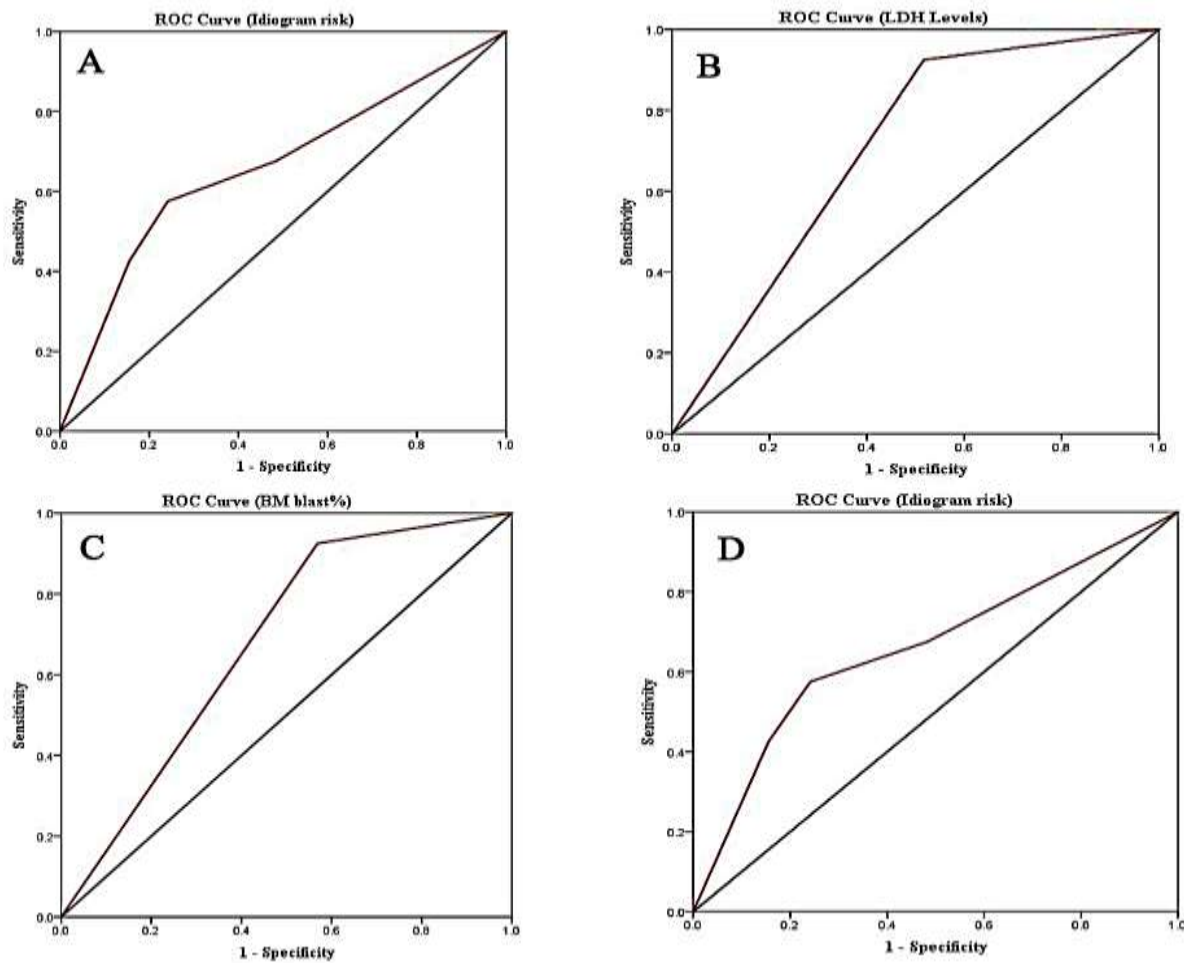 ROC Curve (Idiogram risk)
A
1.0
0.8
0.6
0.4
0.2
0.0
Sensitivity
0.0 0.2 0.4 0.6 0.8 1.0
1 - Specificity
ROC Curve (LDH Levels)
B
1.0
0.8
0.6
0.4
0.2
0.0
Sensitivity
0.0 0.2 0.4 0.6 0.8 1.0
1 - Specificity
ROC Curve (BM blast%)
C
1.0
0.8
0.6
0.4
0.2
0.0
Sensitivity
0.0 0.2 0.4 0.6 0.8 1.0
1 - Specificity
ROC Curve (Idiogram risk)
D
1.0
0.8
0.6
0.4
0.2
0.0
Sensitivity
0.0 0.2 0.4 0.6 0.8 1.0
1 - Specificity